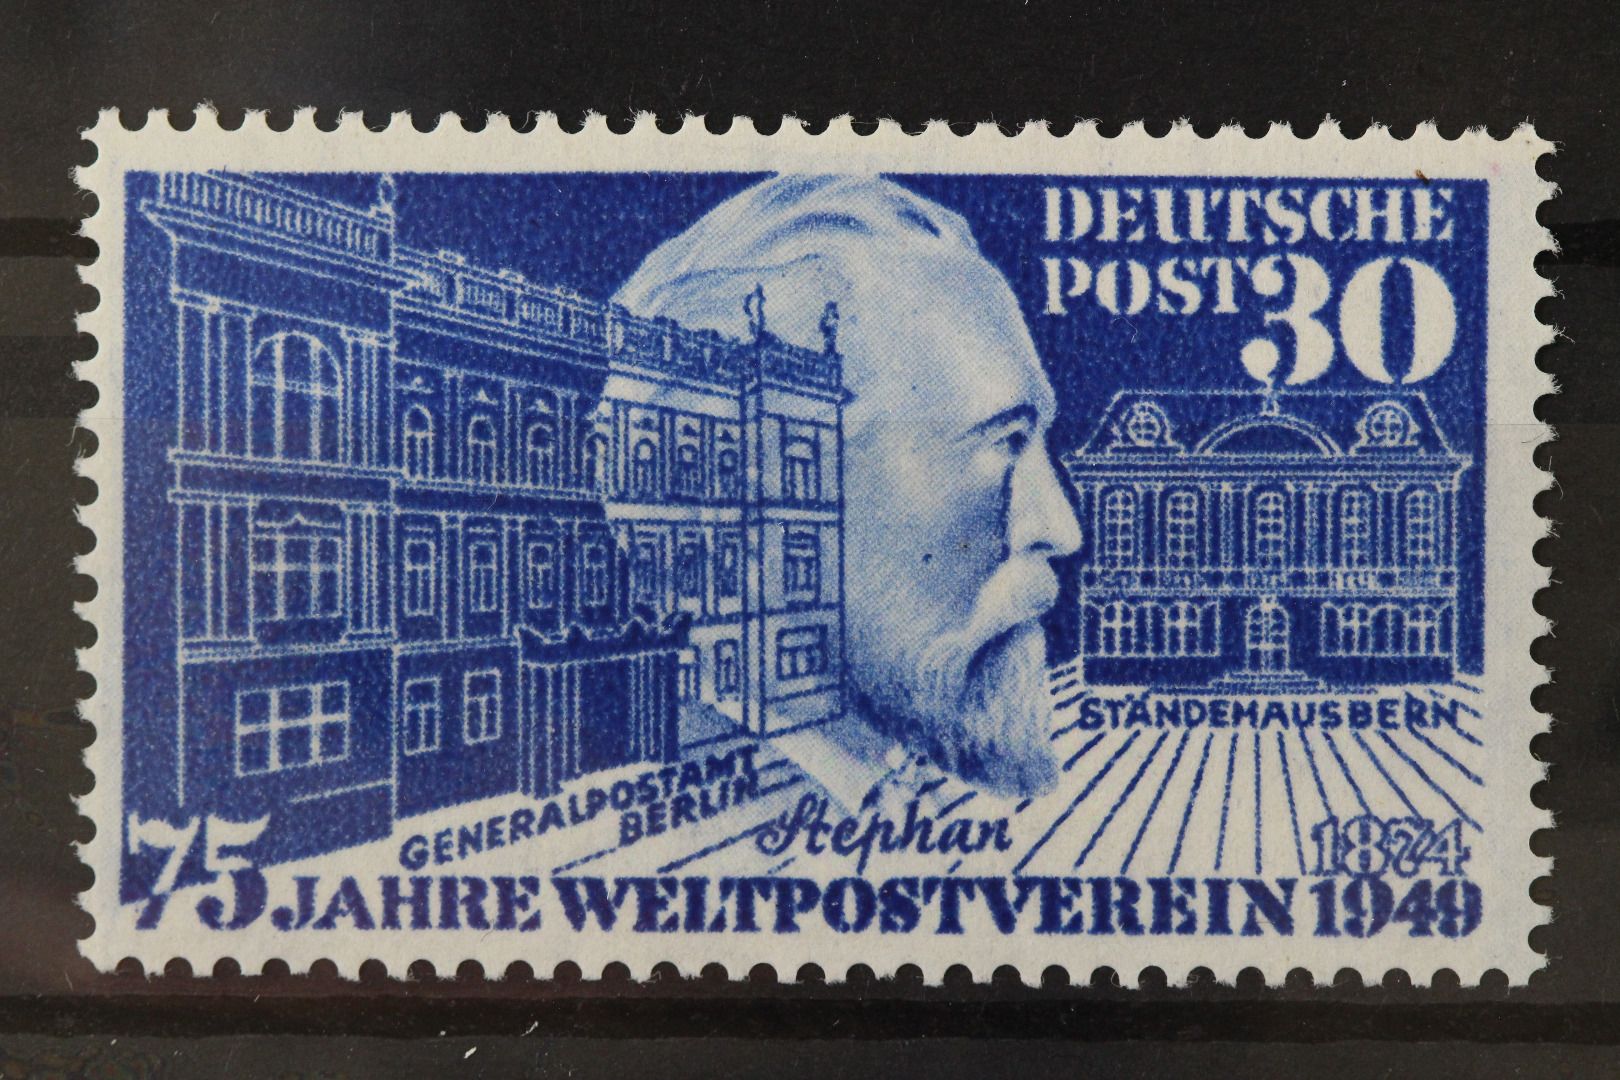 DEUTSCHE
POST 30
STÄNDEHAUS BERN
GENERALPOSTAMT
BERLIN
Stephan
1874
75 JAHRE WELTPOSTVEREIN 1949